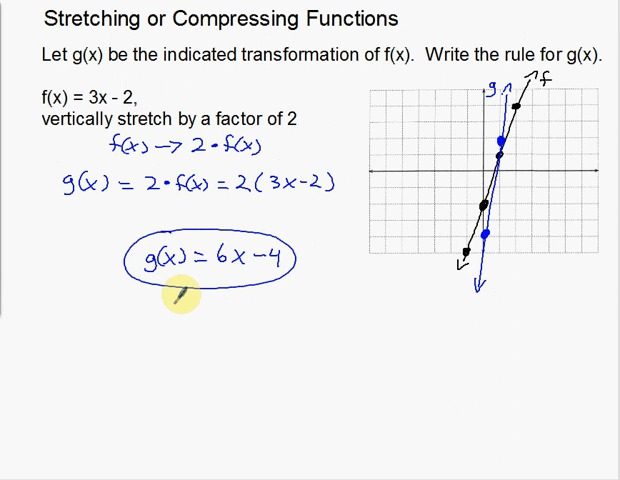 Stretching or Compressing Functions
Let g(x) be the indicated transformation of f(x). Write the rule for g(x).
f(x) = 3x - 2,
vertically stretch by a factor of 2
f(x) → 2 • f(x)
g(x) = 2 • f(x) = 2(3x-2)
g(x) = 6x-4
g
f